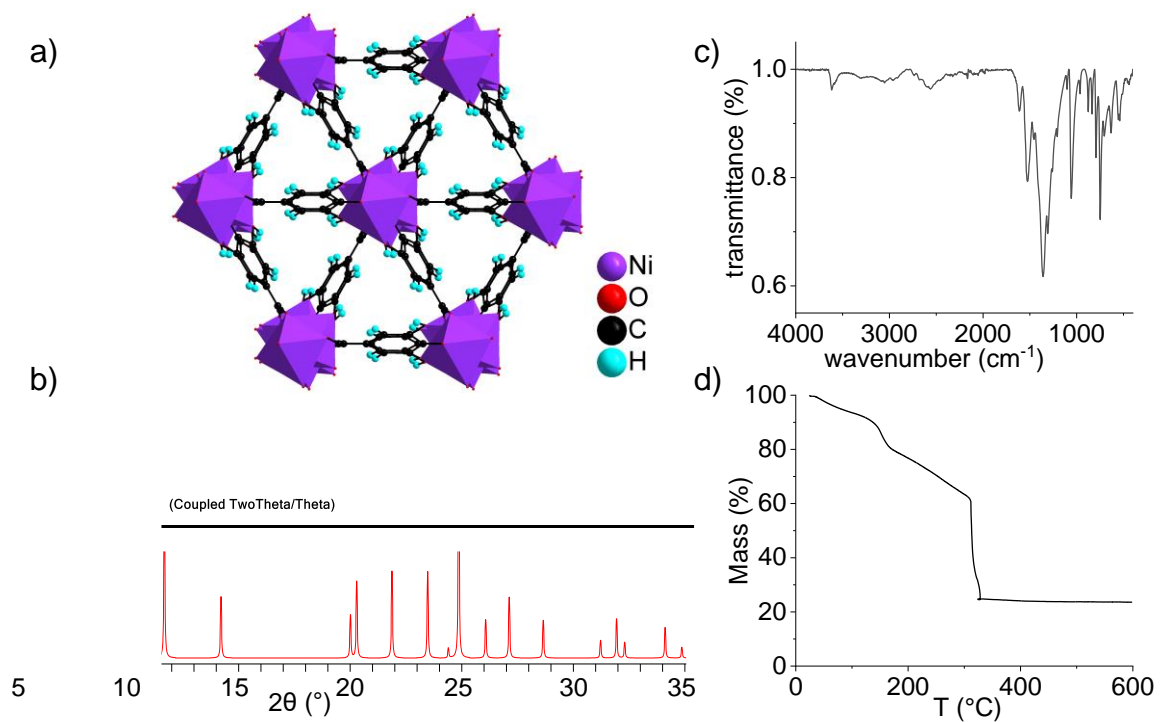 a)
Ni
O
C
H
b)
(Coupled TwoTheta/Theta)
5 10 15 20 25 30 35
2θ (°)
c)
transmittance (%)
1.0
0.8
0.6
4000 3000 2000 1000
wavenumber (cm⁻¹)
d)
Mass (%)
100
80
60
40
20
0
0 200 400 600
T (°C)